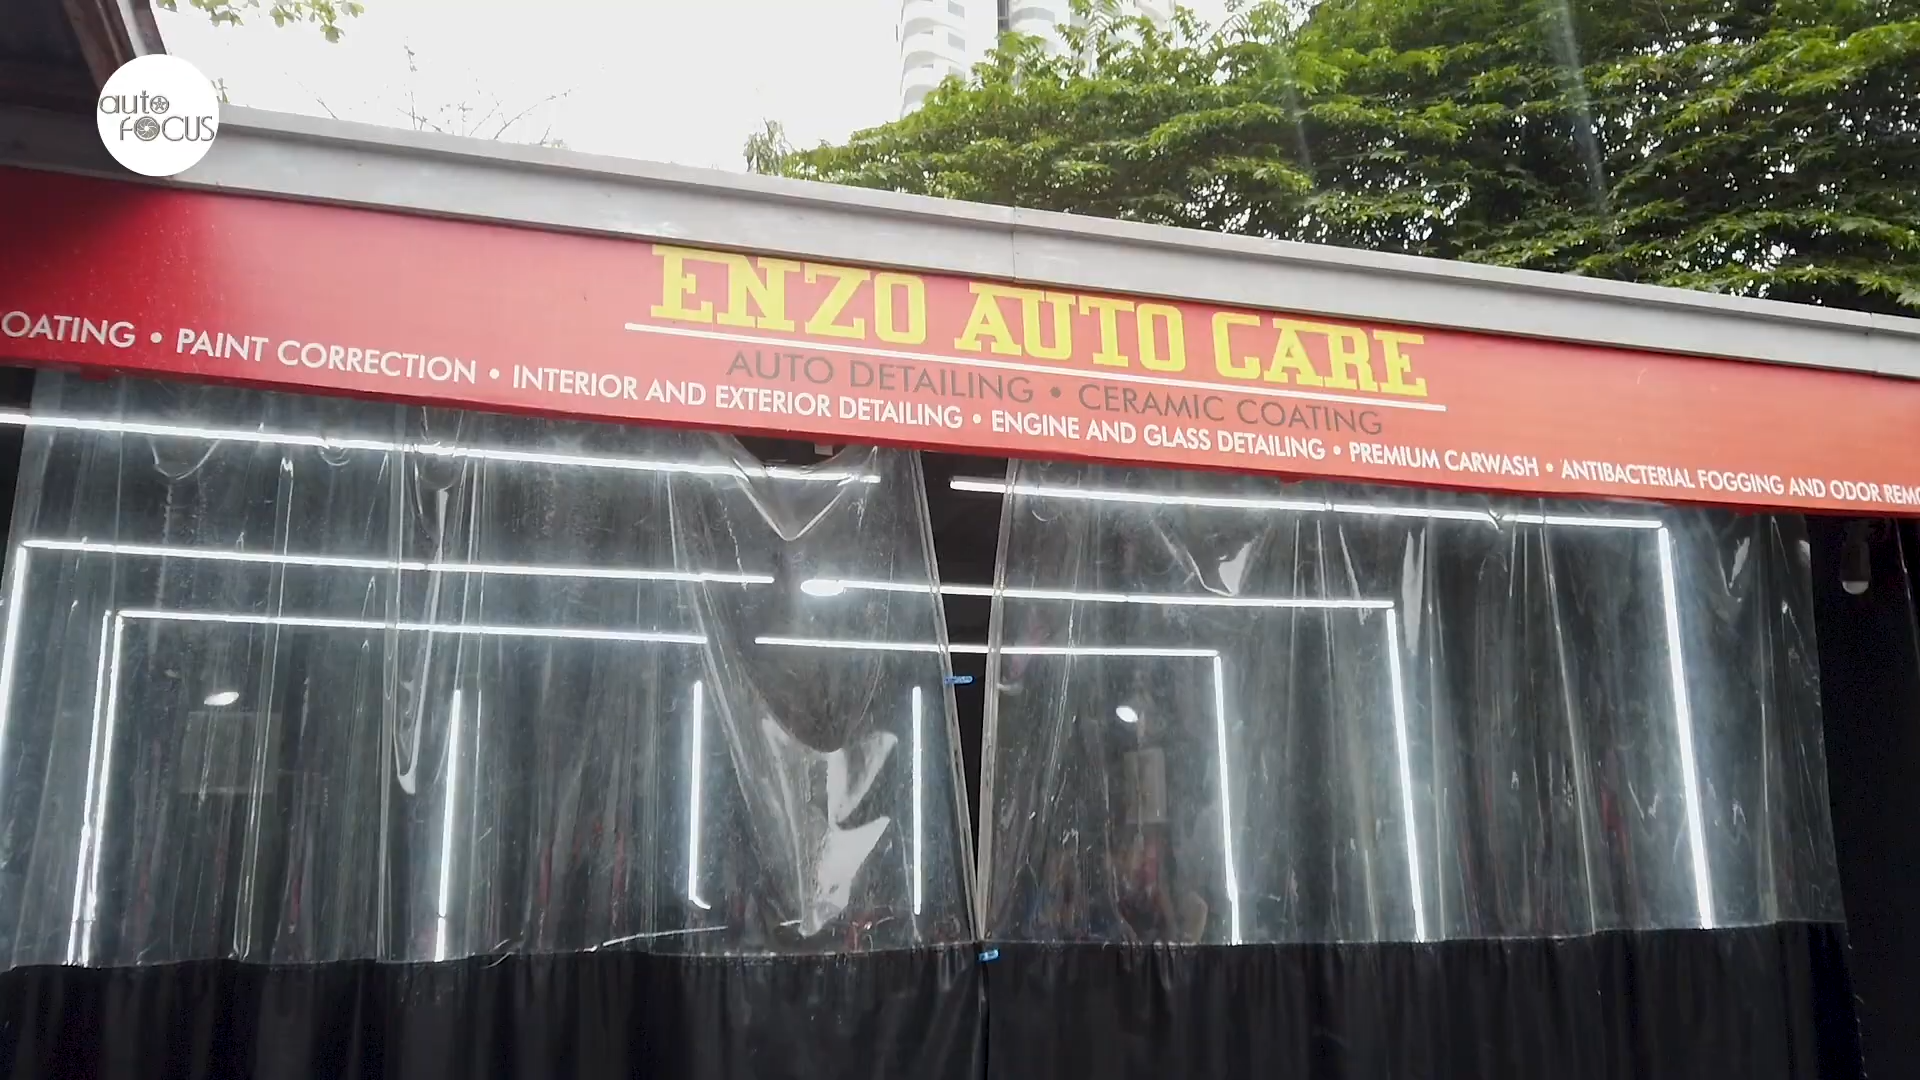 auto
FOCUS
ENZO AUTO CARE
AUTO DETAILING • CERAMIC COATING
OATING • PAINT CORRECTION • INTERIOR AND EXTERIOR DETAILING • ENGINE AND GLASS DETAILING • PREMIUM CARWASH • ANTIBACTERIAL FOGGING AND ODOR REMO